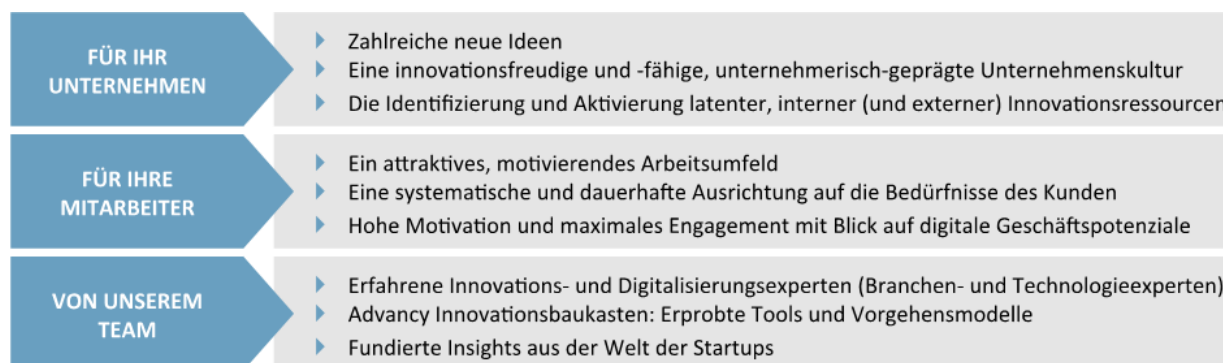 FÜR IHR
UNTERNEHMEN
Zahlreiche neue Ideen
Eine innovationsfreudige und -fähige, unternehmerisch-geprägte Unternehmenskultur
Die Identifizierung und Aktivierung latenter, interner (und externer) Innovationsressourcen
FÜR IHRE
MITARBEITER
Ein attraktives, motivierendes Arbeitsumfeld
Eine systematische und dauerhafte Ausrichtung auf die Bedürfnisse des Kunden
Hohe Motivation und maximales Engagement mit Blick auf digitale Geschäftspotenziale
VON UNSEREM
TEAM
Erfahrene Innovations- und Digitalisierungsexperten (Branchen- und Technologieexperten)
Advancy Innovationsbaukasten: Erprobte Tools und Vorgehensmodelle
Fundierte Insights aus der Welt der Startups